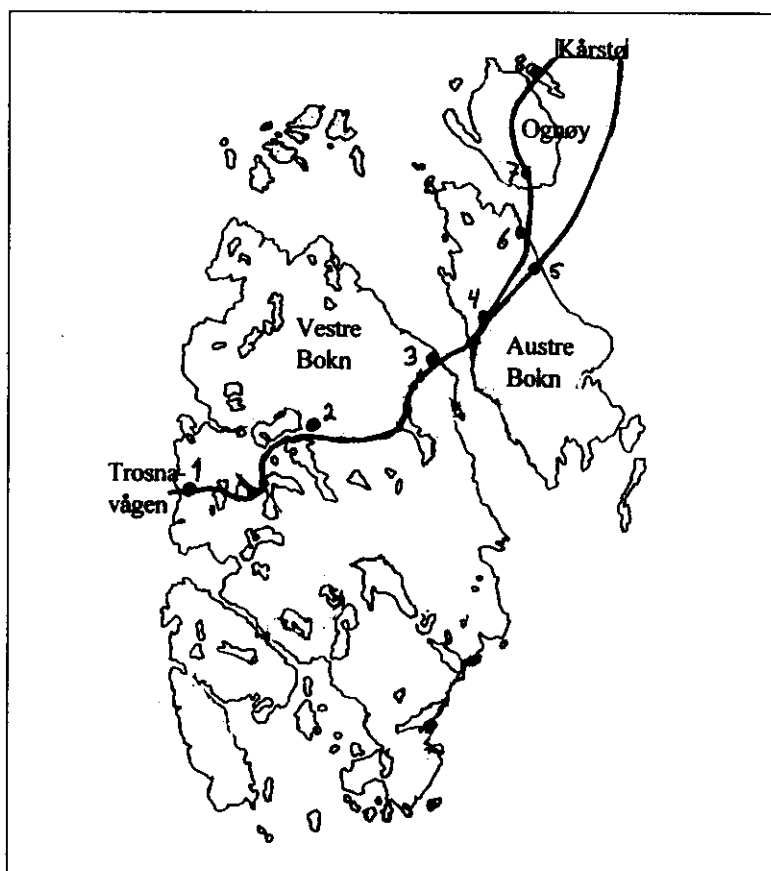 Kårstø
8
Ognøy
7
6
5
4
Vestre
Bokn
3
Austre
Bokn
2
Trosna-
vågen
1